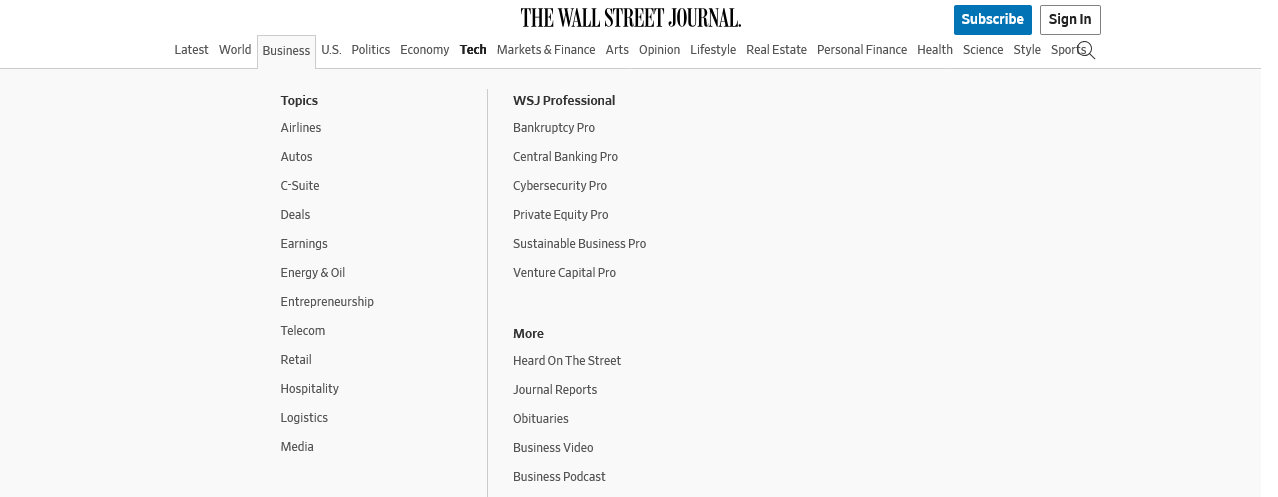 THE WALL STREET JOURNAL.
Subscribe
Sign In
Latest World Business U.S. Politics Economy Tech Markets & Finance Arts Opinion Lifestyle Real Estate Personal Finance Health Science Style Sports
Topics
Airlines
Autos
C-Suite
Deals
Earnings
Energy & Oil
Entrepreneurship
Telecom
Retail
Hospitality
Logistics
Media
WSJ Professional
Bankruptcy Pro
Central Banking Pro
Cybersecurity Pro
Private Equity Pro
Sustainable Business Pro
Venture Capital Pro
More
Heard On The Street
Journal Reports
Obituaries
Business Video
Business Podcast